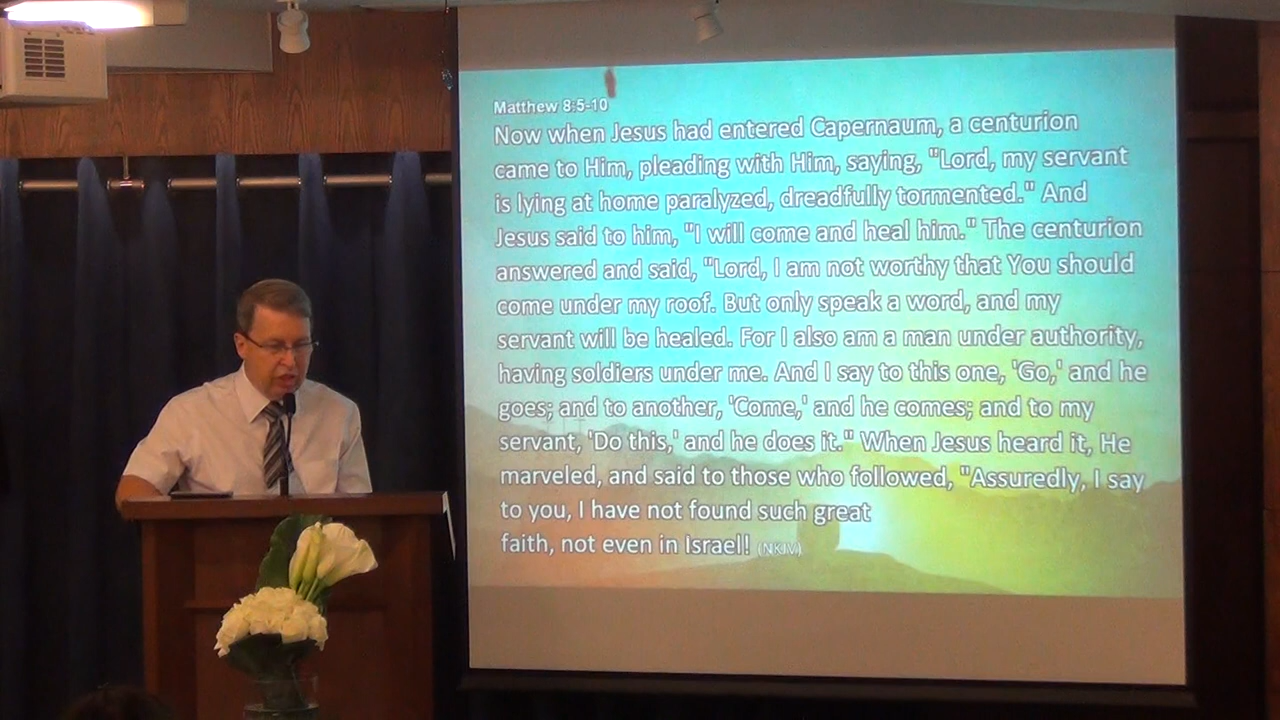 Matthew 8:5-10
Now when Jesus had entered Capernaum, a centurion
came to Him, pleading with Him, saying, "Lord, my servant
is lying at home paralyzed, dreadfully tormented." And
Jesus said to him, "I will come and heal him." The centurion
answered and said, "Lord, I am not worthy that You should
come under my roof. But only speak a word, and my
servant will be healed. For I also am a man under authority,
having soldiers under me. And I say to this one, 'Go,' and he
goes; and to another, 'Come,' and he comes; and to my
servant, 'Do this,' and he does it." When Jesus heard it, He
marveled, and said to those who followed, "Assuredly, I say
to you, I have not found such great
faith, not even in Israel! (NKJV)